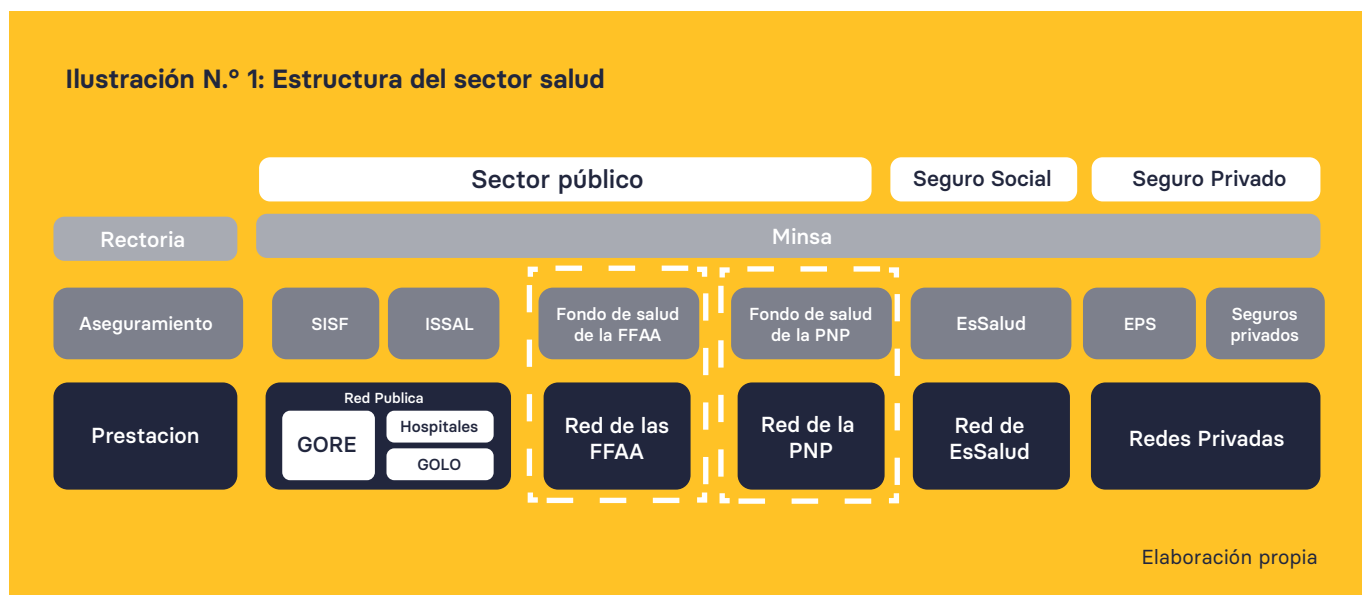 Ilustración N.° 1: Estructura del sector salud
Sector público
Seguro Social
Seguro Privado
Rectoria
Minsa
Aseguramiento
SISF
ISSAL
Fondo de salud
de la FFAA
Fondo de salud
de la PNP
EsSalud
EPS
Seguros
privados
Prestacion
Red Publica
GORE
Hospitales
GOLO
Red de las
FFAA
Red de la
PNP
Red de
EsSalud
Redes Privadas
Elaboración propia